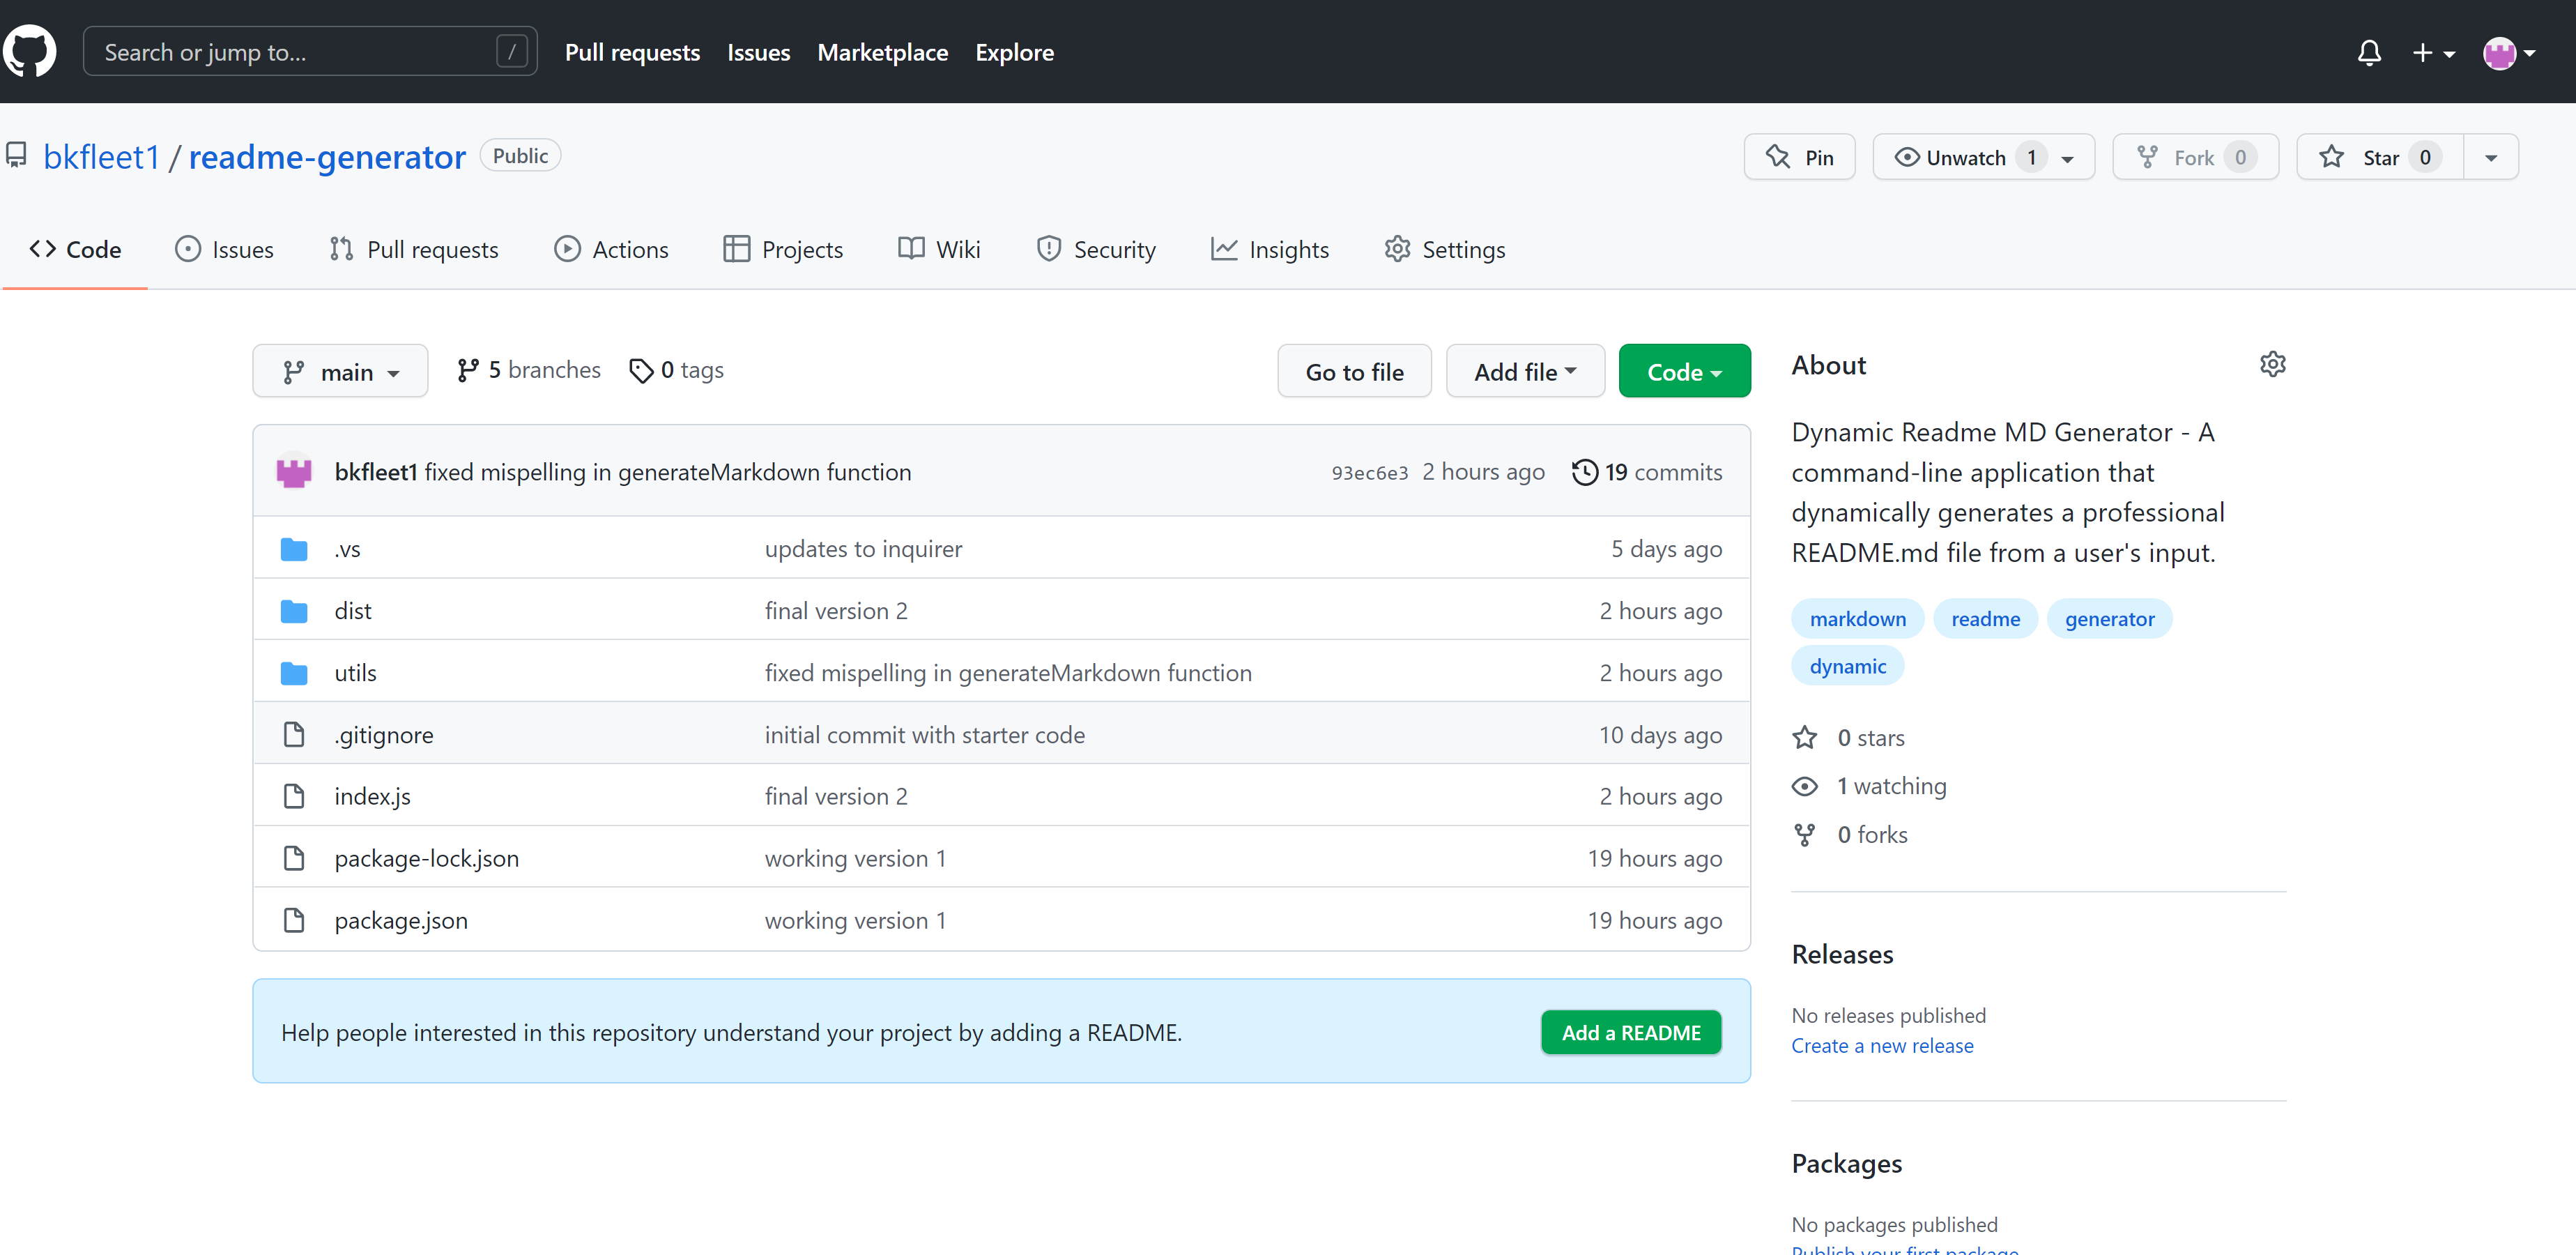 Search or jump to... / Pull requests Issues Marketplace Explore
bkfleet1 / readme-generator Public Pin Unwatch 1 Fork 0 Star 0
Code Issues Pull requests Actions Projects Wiki Security Insights Settings
main 5 branches 0 tags Go to file Add file Code
bkfleet1 fixed mispelling in generateMarkdown function 93ec6e3 2 hours ago 19 commits
.vs updates to inquirer 5 days ago
dist final version 2 2 hours ago
utils fixed mispelling in generateMarkdown function 2 hours ago
.gitignore initial commit with starter code 10 days ago
index.js final version 2 2 hours ago
package-lock.json working version 1 19 hours ago
package.json working version 1 19 hours ago
Help people interested in this repository understand your project by adding a README. Add a README
About
Dynamic Readme MD Generator - A
command-line application that
dynamically generates a professional
README.md file from a user's input.
markdown readme generator
dynamic
0 stars
1 watching
0 forks
Releases
No releases published
Create a new release
Packages
No packages published
Publish your first package